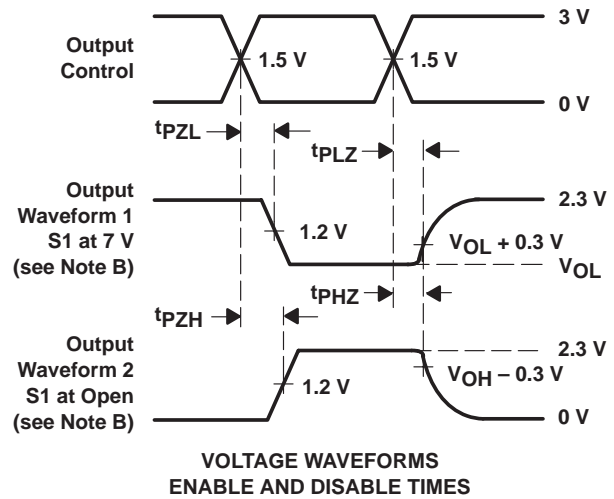 3 V
Output
Control
1.5 V
1.5 V
0 V
tPZL
tPLZ
Output
Waveform 1
S1 at 7 V
(see Note B)
2.3 V
1.2 V
VOL + 0.3 V
VOL
tPZH
tPHZ
Output
Waveform 2
S1 at Open
(see Note B)
2.3 V
1.2 V
VOH – 0.3 V
0 V
VOLTAGE WAVEFORMS
ENABLE AND DISABLE TIMES